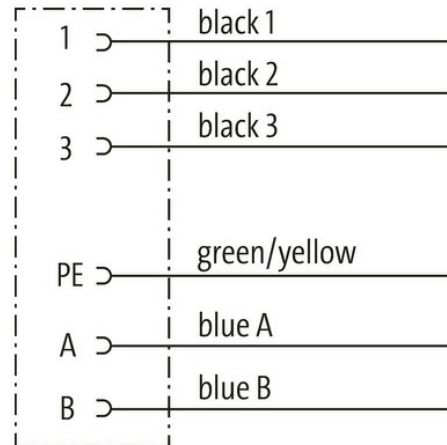 1 black 1
2 black 2
3 black 3
PE green/yellow
A blue A
B blue B